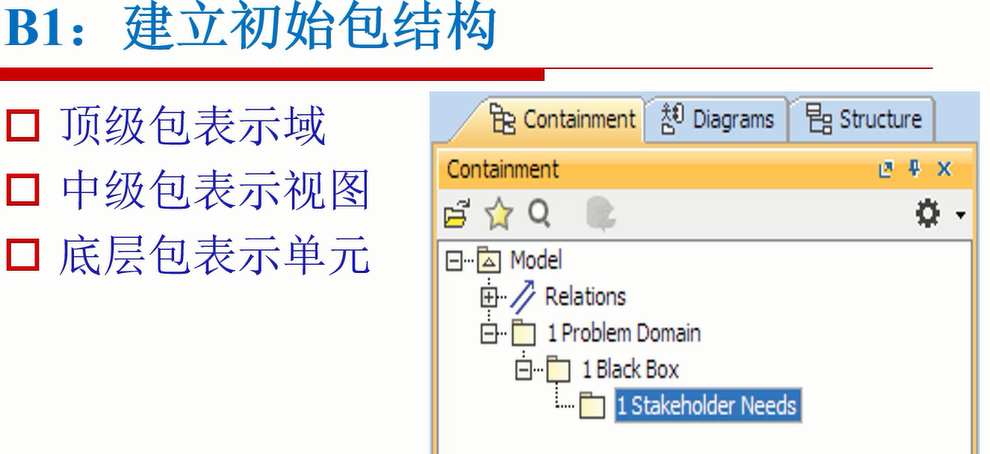 B1：建立初始包结构
顶级包表示域
中级包表示视图
底层包表示单元
Containment
Diagrams
Structure
Containment
Model
Relations
1 Problem Domain
1 Black Box
1 Stakeholder Needs